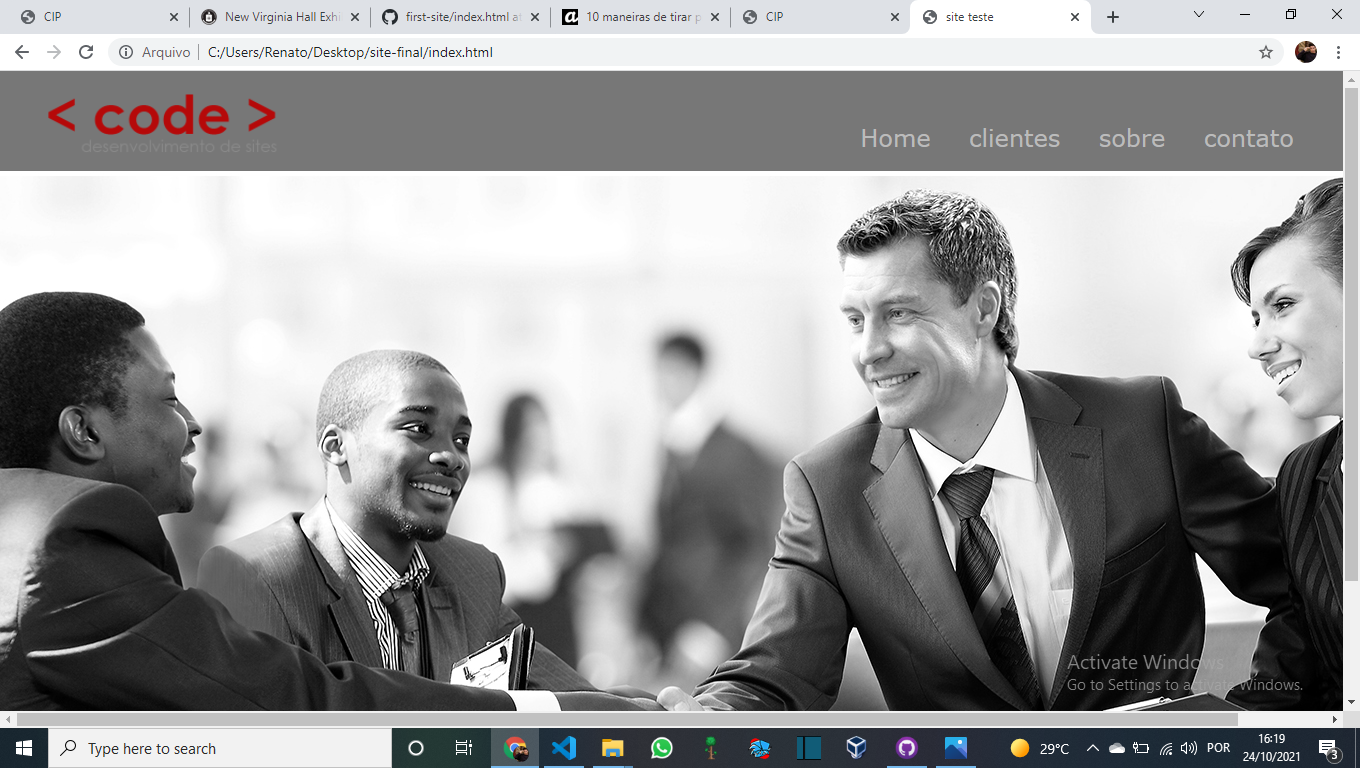 CIP
New Virginia Hall Exhi
first-site/index.html at
a 10 maneiras de tirar p
CIP
site teste
Arquivo C:/Users/Renato/Desktop/site-final/index.html
< code >
desenvolvimento de sites
Home clientes sobre contato
Activate Windows
Go to Settings to activate Windows.
Type here to search
29°C
POR
16:19
24/10/2021
3